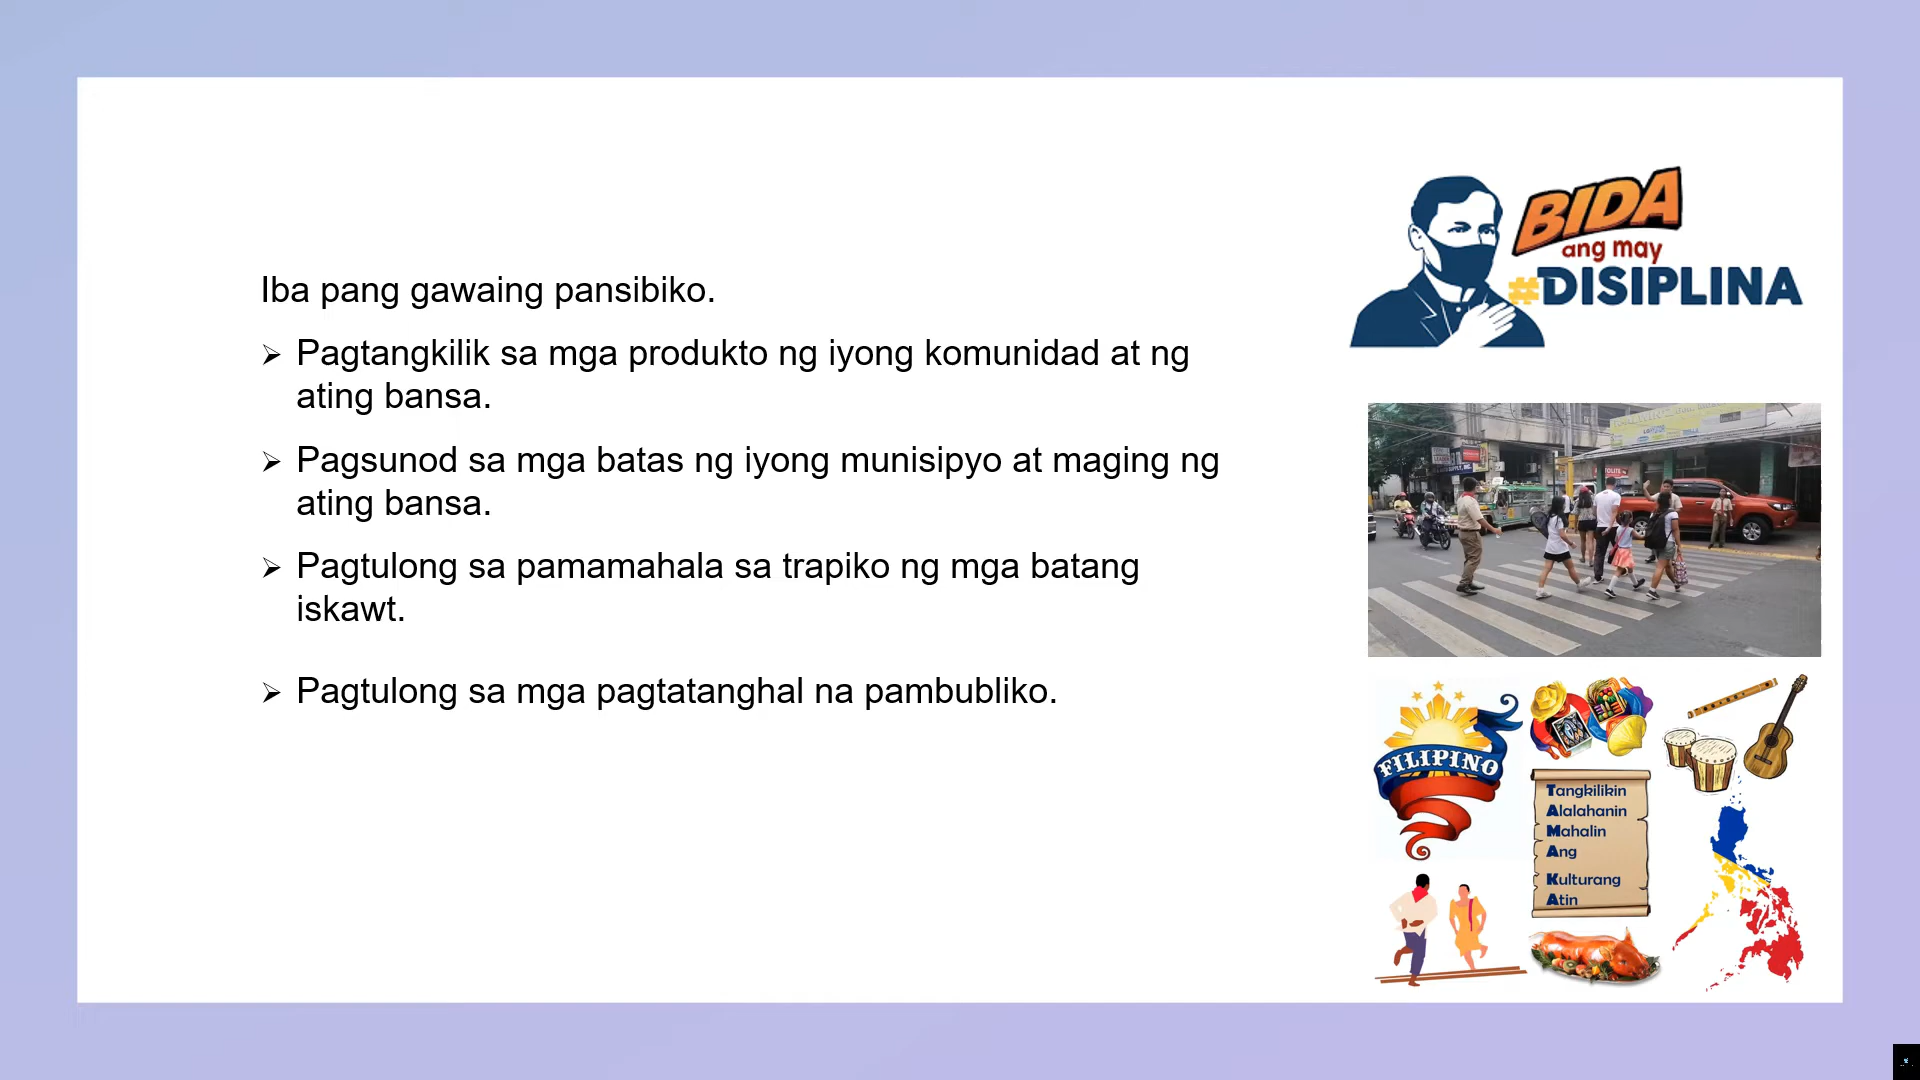 Iba pang gawaing pansibiko.
➢ Pagtangkilik sa mga produkto ng iyong komunidad at ng
ating bansa.
➢ Pagsunod sa mga batas ng iyong munisipyo at maging ng
ating bansa.
➢ Pagtulong sa pamamahala sa trapiko ng mga batang
iskawt.
➢ Pagtulong sa mga pagtatanghal na pambubliko.
BIDA
ang may
#DISIPLINA
FILIPINO
Tangkilikin
Alalahanin
Mahalin
Ang
Kulturang
Atin